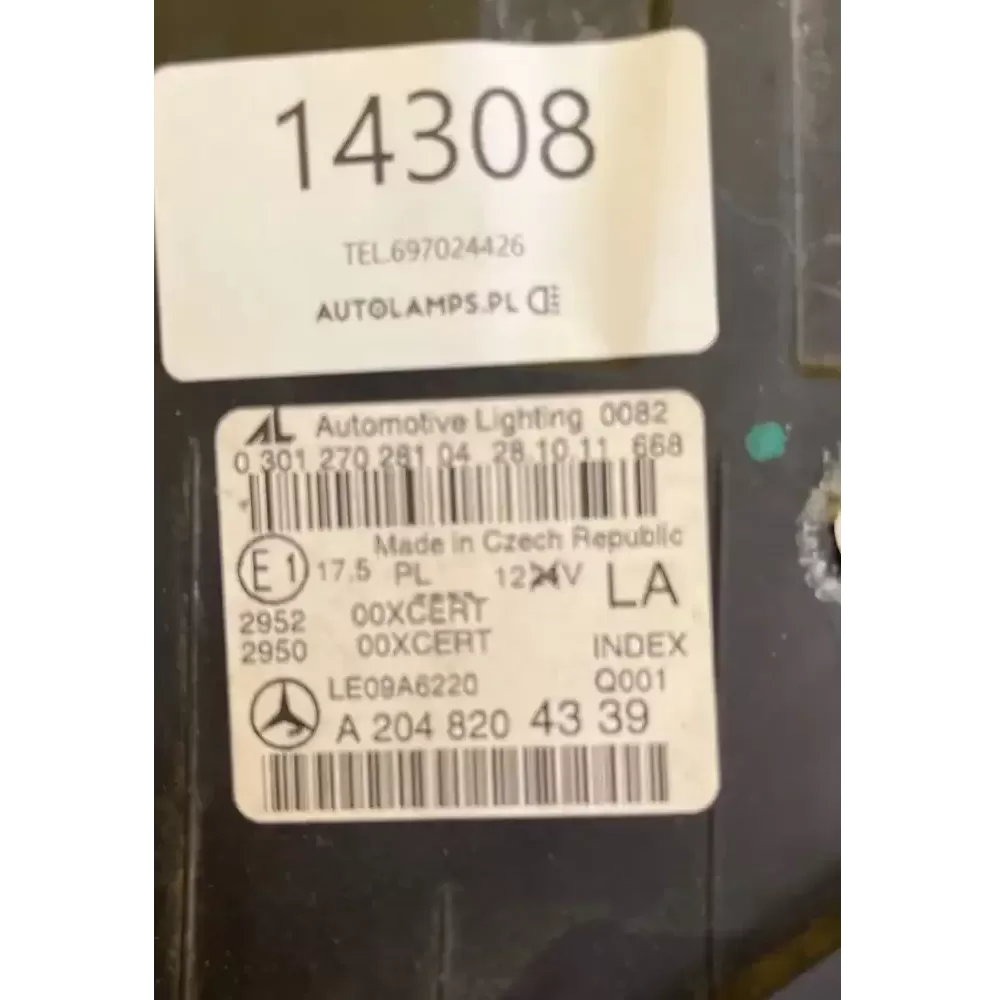 14308
TEL.697024426
AUTOLAMPS.PL
AL Automotive Lighting 0082
0 301 270 281 04 28.10.11 668
Made in Czech Republic
E1 17,5 PL 1224V LA
2952 00XCERT
2950 00XCERT INDEX
LE09A6220 Q001
A 204 820 43 39